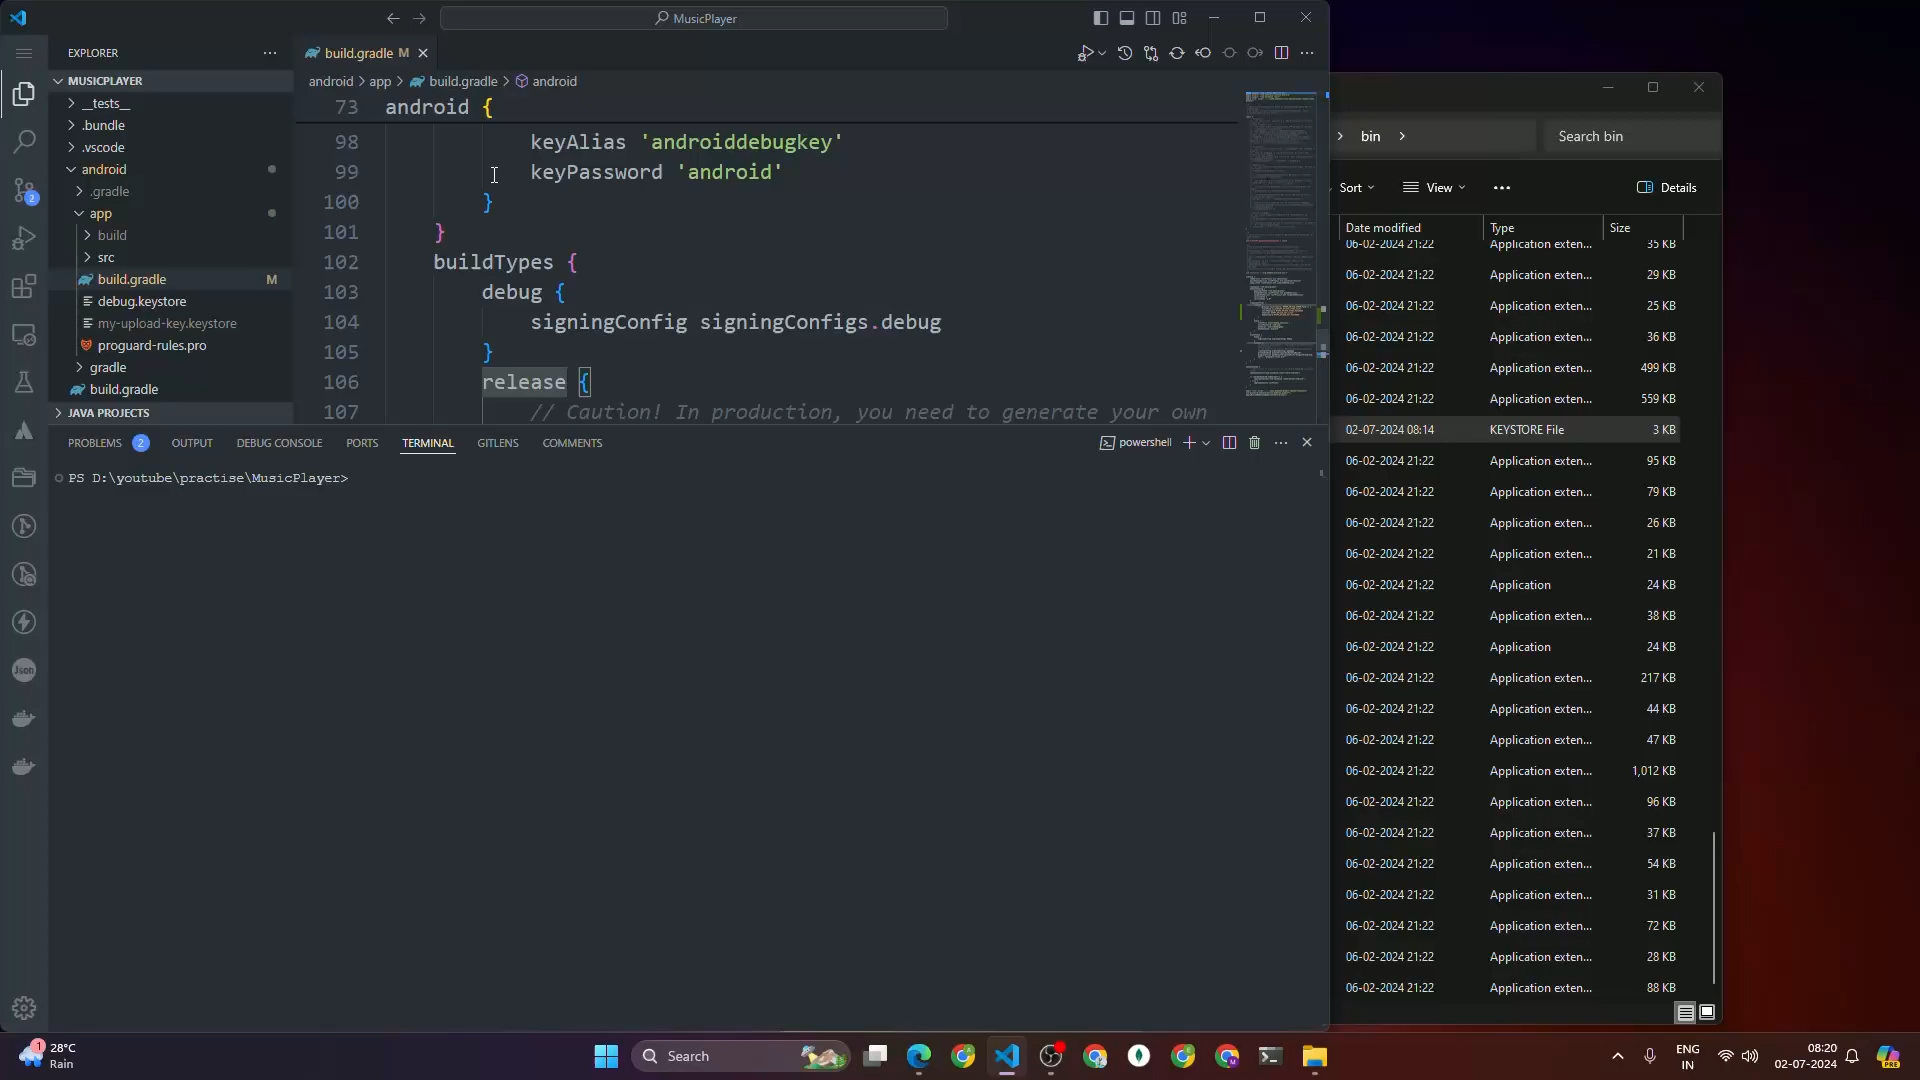 MusicPlayer
EXPLORER
MUSICPLAYER
__tests__
.bundle
.vscode
android
.gradle
app
build
src
build.gradle M
debug.keystore
my-upload-key.keystore
proguard-rules.pro
gradle
build.gradle
JAVA PROJECTS
2
Json
build.gradle M
android > app > build.gradle > android
73 android {
98 keyAlias 'androiddebugkey'
99 keyPassword 'android'
100 }
101 }
102 buildTypes {
103 debug {
104 signingConfig signingConfigs.debug
105 }
106 release {
107 // Caution! In production, you need to generate your own
PROBLEMS 2 OUTPUT DEBUG CONSOLE PORTS TERMINAL GITLENS COMMENTS
powershell
PS D:\youtube\practise\MusicPlayer>
bin
Search bin
Sort View Details
Date modified Type Size
06-02-2024 21:22 Application exten... 35 KB
06-02-2024 21:22 Application exten... 29 KB
06-02-2024 21:22 Application exten... 25 KB
06-02-2024 21:22 Application exten... 36 KB
06-02-2024 21:22 Application exten... 499 KB
06-02-2024 21:22 Application exten... 559 KB
02-07-2024 08:14 KEYSTORE File 3 KB
06-02-2024 21:22 Application exten... 95 KB
06-02-2024 21:22 Application exten... 79 KB
06-02-2024 21:22 Application exten... 26 KB
06-02-2024 21:22 Application exten... 21 KB
06-02-2024 21:22 Application 24 KB
06-02-2024 21:22 Application exten... 38 KB
06-02-2024 21:22 Application 24 KB
06-02-2024 21:22 Application exten... 217 KB
06-02-2024 21:22 Application exten... 44 KB
06-02-2024 21:22 Application exten... 47 KB
06-02-2024 21:22 Application exten... 1,012 KB
06-02-2024 21:22 Application exten... 96 KB
06-02-2024 21:22 Application exten... 37 KB
06-02-2024 21:22 Application exten... 54 KB
06-02-2024 21:22 Application exten... 31 KB
06-02-2024 21:22 Application exten... 72 KB
06-02-2024 21:22 Application exten... 28 KB
06-02-2024 21:22 Application exten... 88 KB
1
28°C
Rain
Search
ENG
IN
08:20
02-07-2024
PRE